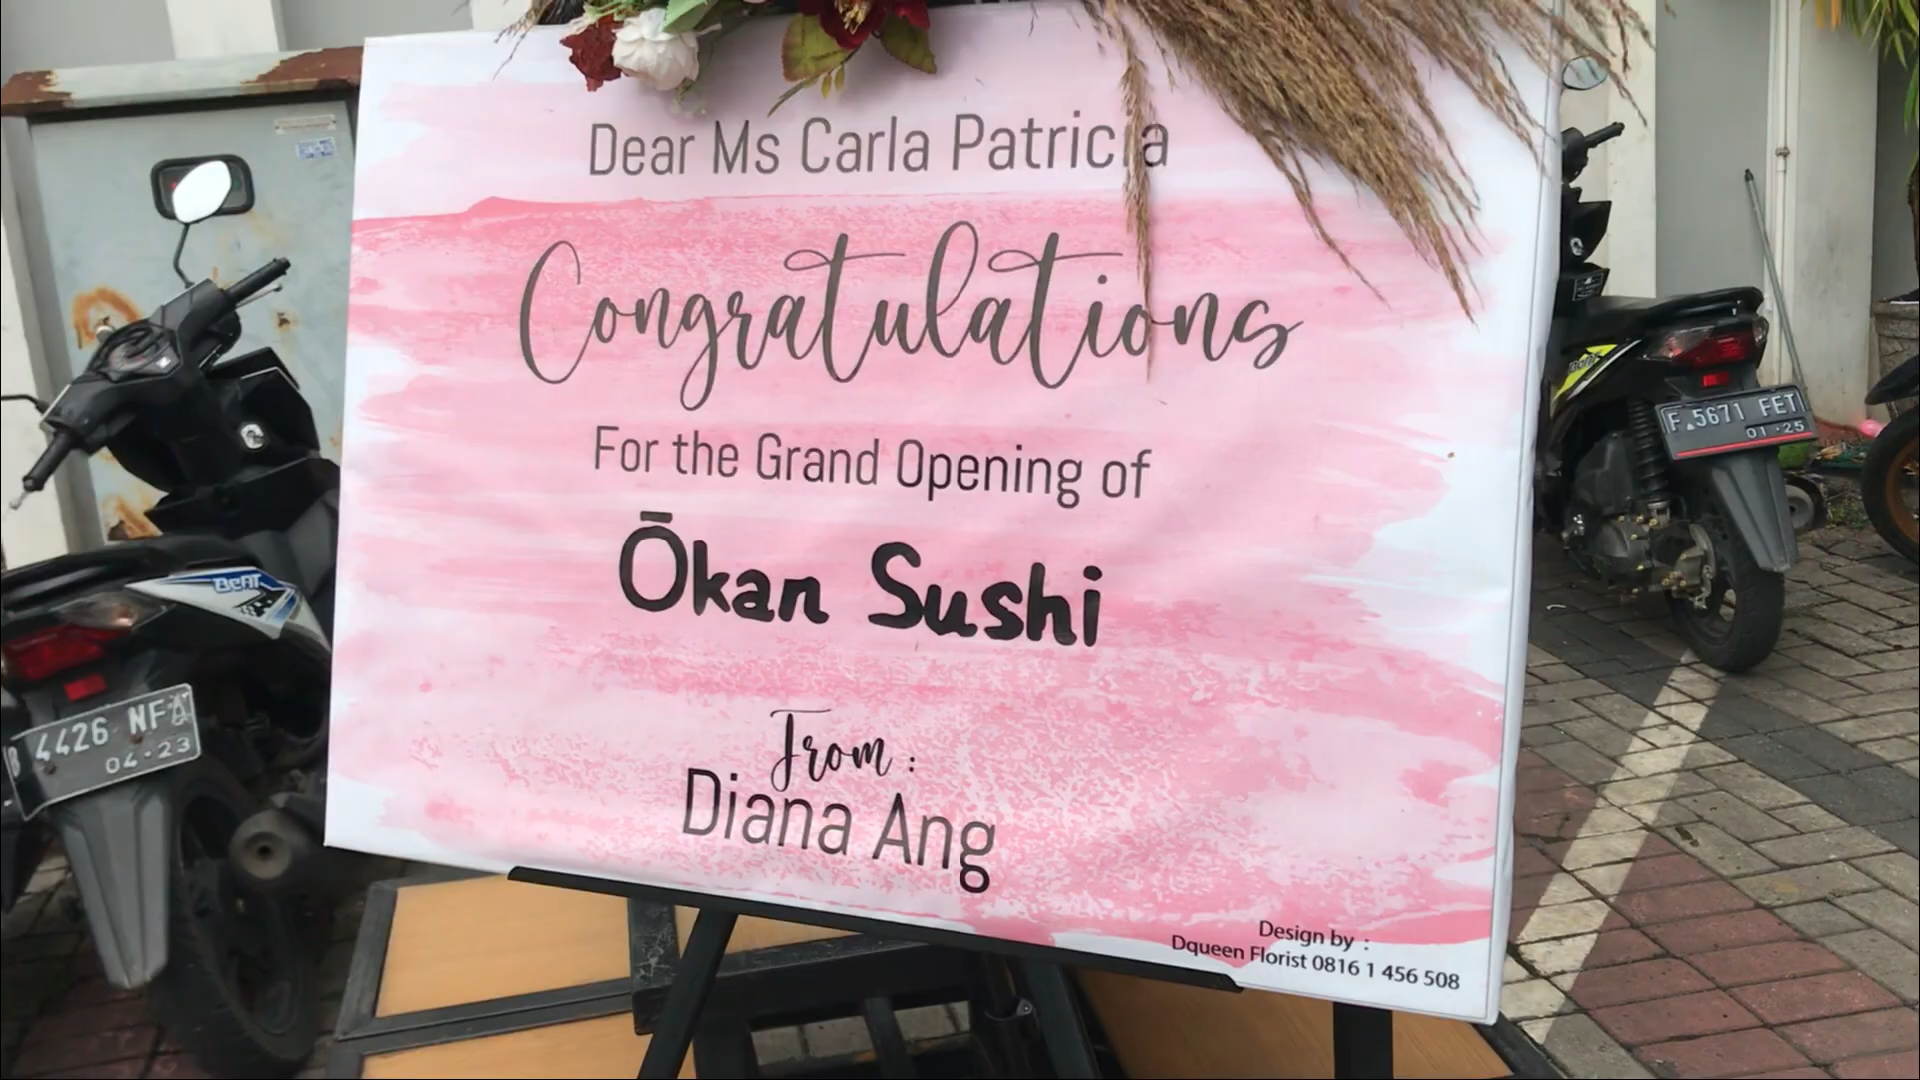 Dear Ms Carla Patricia
Congratulations
For the Grand Opening of
Ōkan Sushi
From :
Diana Ang
Design by :
Dqueen Florist 0816 1 456 508
BeAT
B 4426 NFA
04·23
BeAT
F 5671 FET
01·25